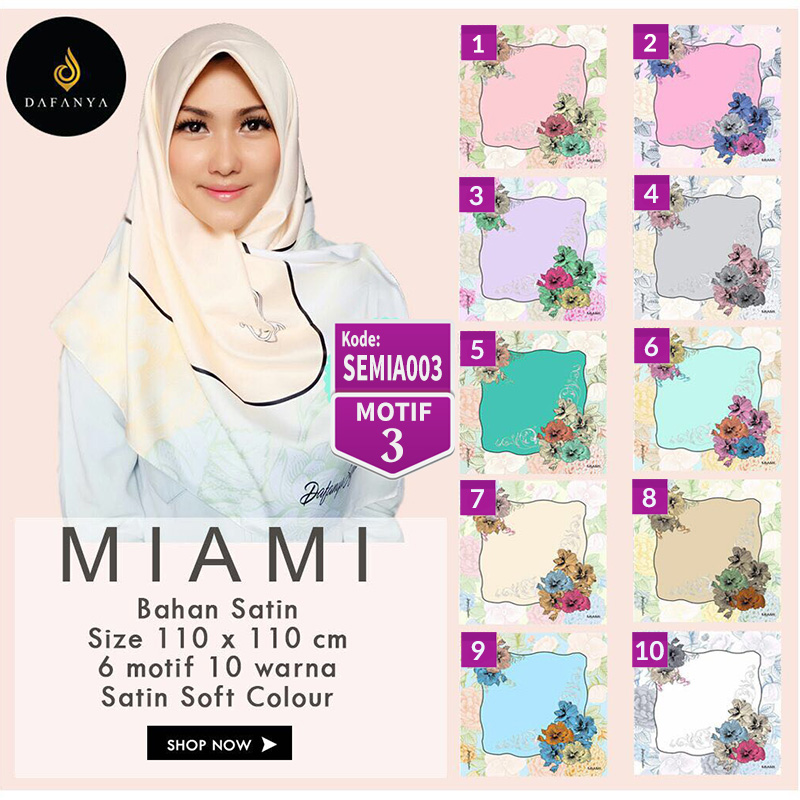 DAFANYA
Kode:
SEMIA003
MOTIF
3
Dafanya
MIAMI
Bahan Satin
Size 110 x 110 cm
6 motif 10 warna
Satin Soft Colour
SHOP NOW
1
2
3
4
5
6
7
8
9
10